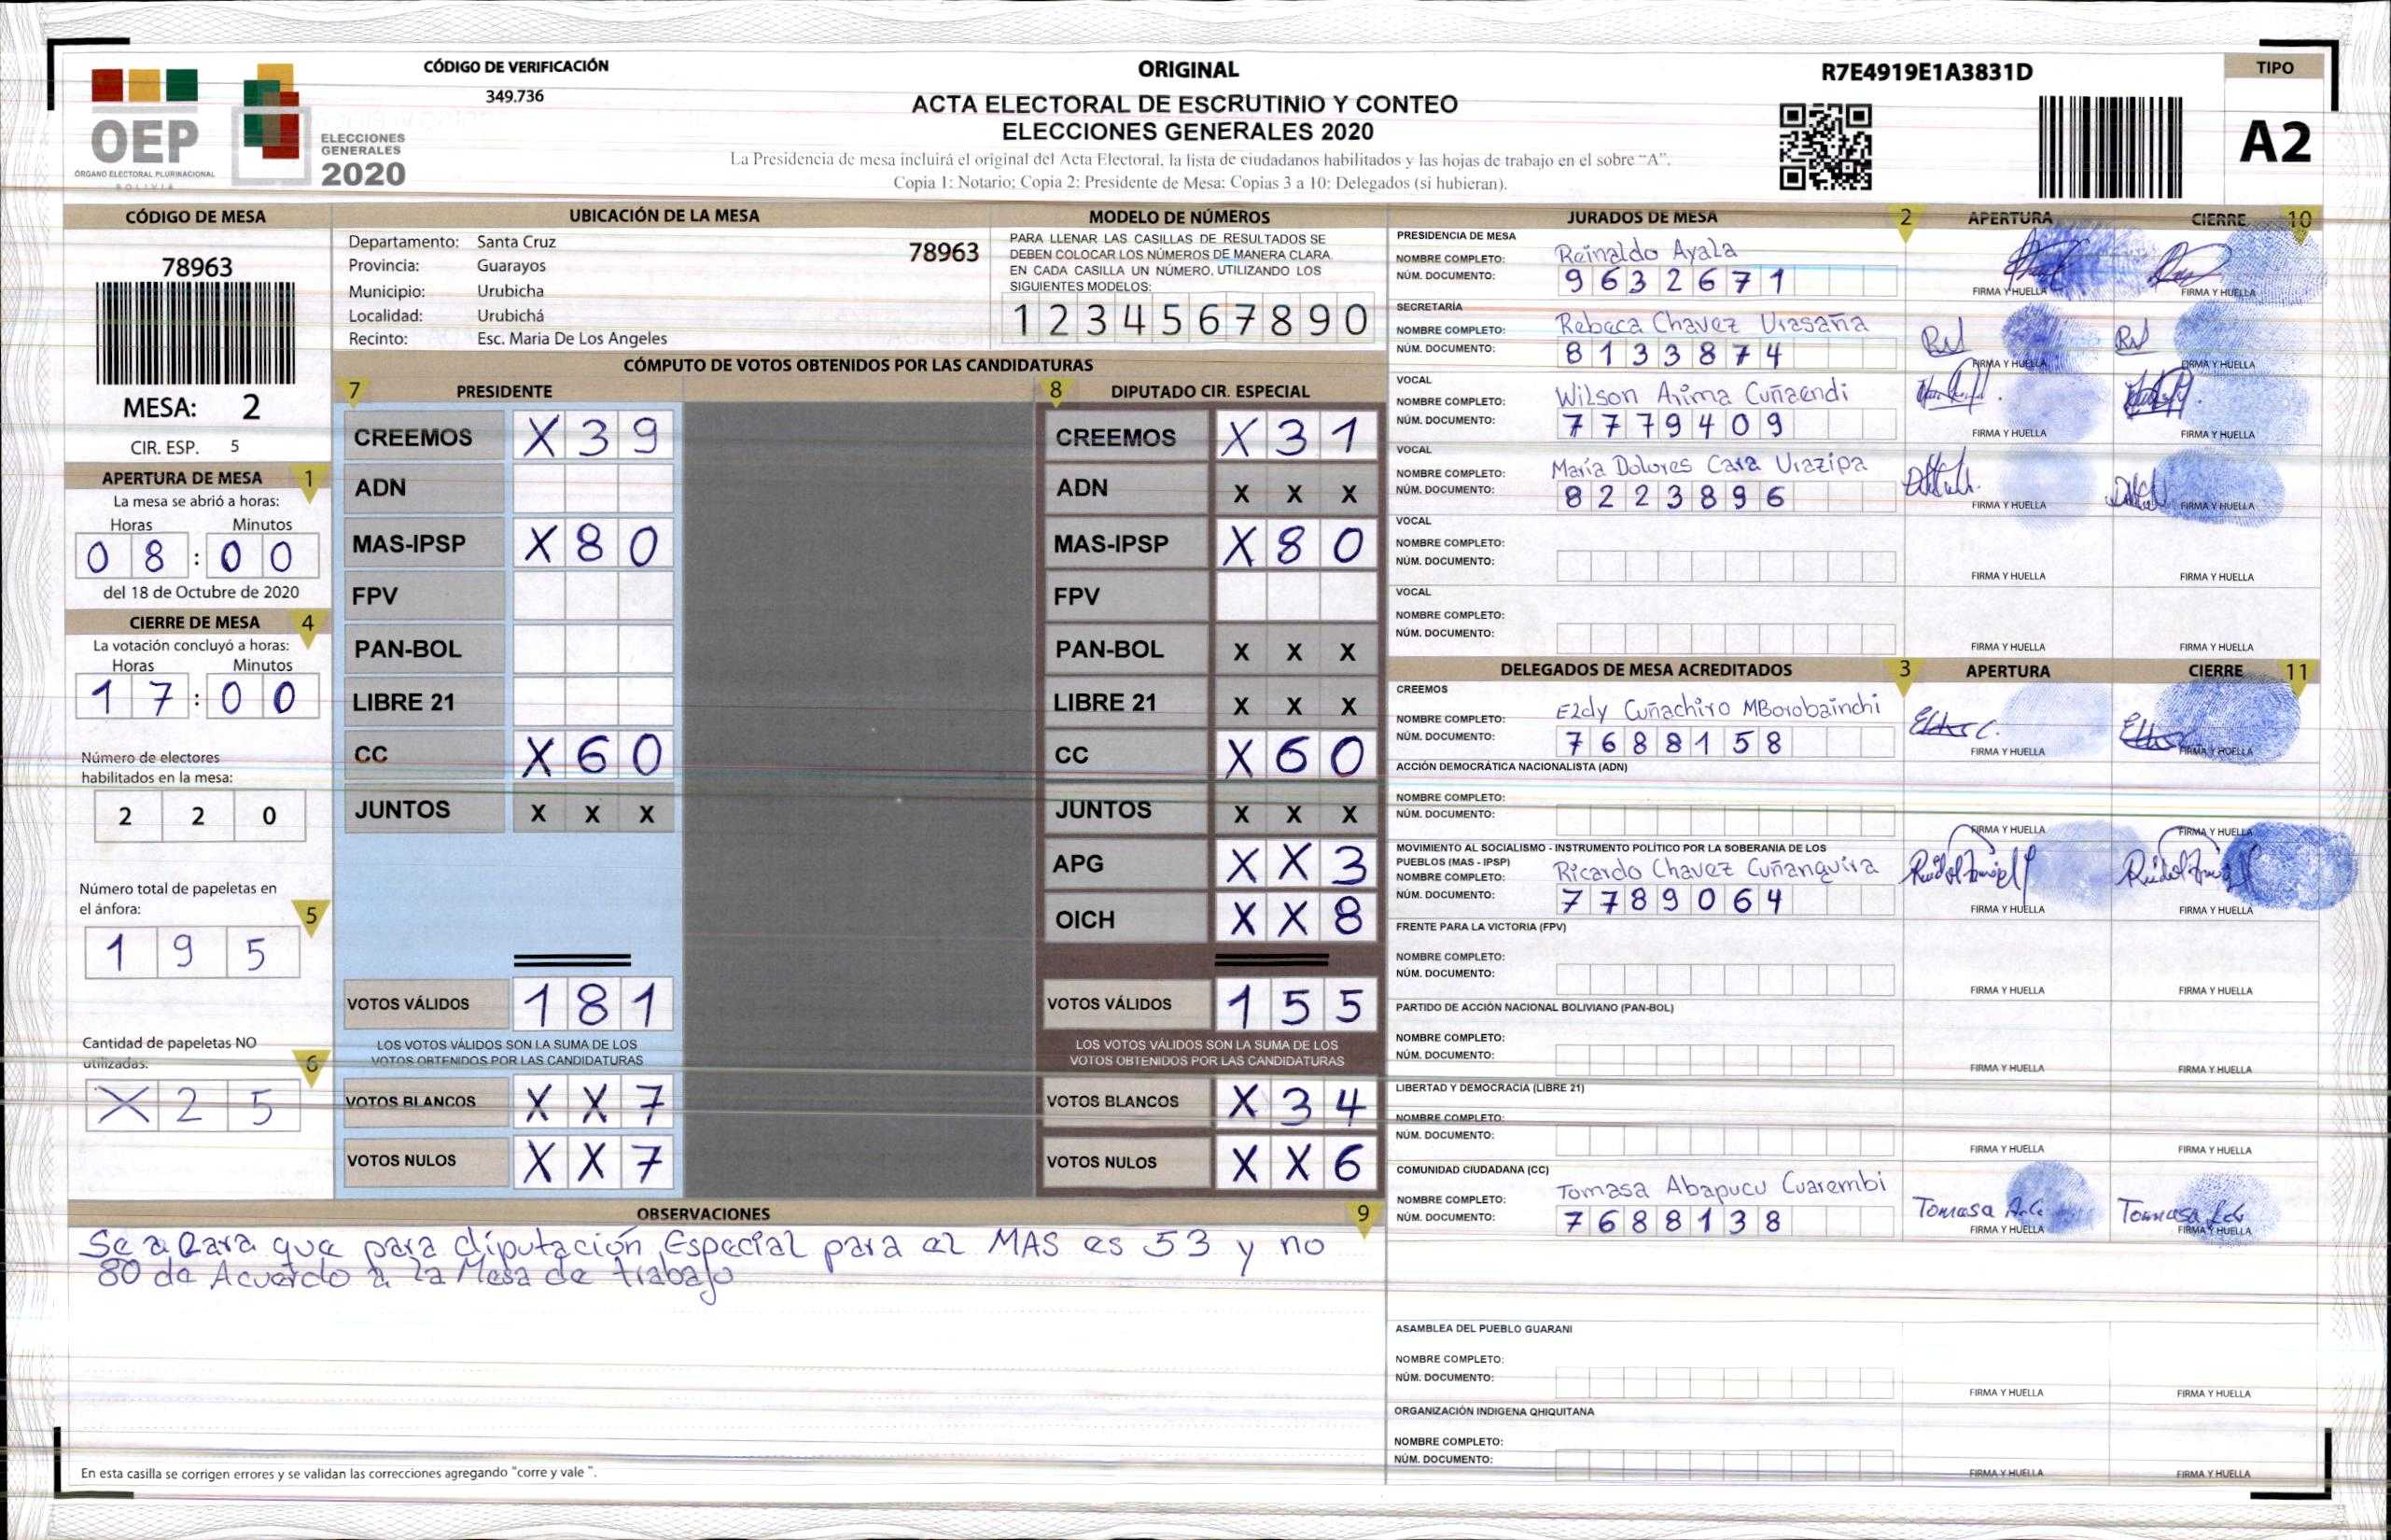 CÓDIGO DE VERIFICACIÓN
349.736
OEP
ÓRGANO ELECTORAL PLURINACIONAL
BOLIVIA
ELECCIONES
GENERALES
2020
ORIGINAL
ACTA ELECTORAL DE ESCRUTINIO Y CONTEO
ELECCIONES GENERALES 2020
La Presidencia de mesa incluirá el original del Acta Electoral, la lista de ciudadanos habilitados y las hojas de trabajo en el sobre “A”.
Copia 1: Notario; Copia 2: Presidente de Mesa; Copias 3 a 10: Delegados (si hubieran).
R7E4919E1A3831D
TIPO
A2
CÓDIGO DE MESA
78963
MESA: 2
CIR. ESP. 5
APERTURA DE MESA 1
La mesa se abrió a horas:
Horas Minutos
0 8 : 0 0
del 18 de Octubre de 2020
CIERRE DE MESA 4
La votación concluyó a horas:
Horas Minutos
1 7 : 0 0
Número de electores
habilitados en la mesa:
2 2 0
Número total de papeletas en
el ánfora: 5
1 9 5
Cantidad de papeletas NO
utilizadas: 6
X 2 5
UBICACIÓN DE LA MESA
Departamento: Santa Cruz 78963
Provincia: Guarayos
Municipio: Urubicha
Localidad: Urubichá
Recinto: Esc. Maria De Los Angeles
MODELO DE NÚMEROS
PARA LLENAR LAS CASILLAS DE RESULTADOS SE
DEBEN COLOCAR LOS NÚMEROS DE MANERA CLARA
EN CADA CASILLA UN NÚMERO, UTILIZANDO LOS
SIGUIENTES MODELOS:
1 2 3 4 5 6 7 8 9 0
CÓMPUTO DE VOTOS OBTENIDOS POR LAS CANDIDATURAS
7 PRESIDENTE
CREEMOS X 3 9
ADN
MAS-IPSP X 8 0
FPV
PAN-BOL
LIBRE 21
CC X 6 0
JUNTOS X X X
VOTOS VÁLIDOS 1 8 1
LOS VOTOS VÁLIDOS SON LA SUMA DE LOS
VOTOS OBTENIDOS POR LAS CANDIDATURAS
VOTOS BLANCOS X X 7
VOTOS NULOS X X 7
8 DIPUTADO CIR. ESPECIAL
CREEMOS X 3 1
ADN X X X
MAS-IPSP X 8 0
FPV
PAN-BOL X X X
LIBRE 21 X X X
CC X 6 0
JUNTOS X X X
APG X X 3
OICH X X 8
VOTOS VÁLIDOS 1 5 5
LOS VOTOS VÁLIDOS SON LA SUMA DE LOS
VOTOS OBTENIDOS POR LAS CANDIDATURAS
VOTOS BLANCOS X 3 4
VOTOS NULOS X X 6
OBSERVACIONES 9
Se aclara que para diputación Especial para el MAS es 53 y no
80 de Acuerdo a la Mesa de trabajo
En esta casilla se corrigen errores y se validan las correcciones agregando "corre y vale ".
JURADOS DE MESA 2 APERTURA CIERRE 10
PRESIDENCIA DE MESA
NOMBRE COMPLETO: Reinaldo Ayala
NÚM. DOCUMENTO: 9632671
FIRMA Y HUELLA FIRMA Y HUELLA
SECRETARÍA
NOMBRE COMPLETO: Rebeca Chavez Urasaña
NÚM. DOCUMENTO: 8133874
FIRMA Y HUELLA FIRMA Y HUELLA
VOCAL
NOMBRE COMPLETO: Wilson Arima Cuñaendi
NÚM. DOCUMENTO: 7779409
FIRMA Y HUELLA FIRMA Y HUELLA
VOCAL
NOMBRE COMPLETO: María Dolores Cara Urazipa
NÚM. DOCUMENTO: 8223896
FIRMA Y HUELLA FIRMA Y HUELLA
VOCAL
NOMBRE COMPLETO:
NÚM. DOCUMENTO:
FIRMA Y HUELLA FIRMA Y HUELLA
VOCAL
NOMBRE COMPLETO:
NÚM. DOCUMENTO:
FIRMA Y HUELLA FIRMA Y HUELLA
DELEGADOS DE MESA ACREDITADOS 3 APERTURA CIERRE 11
CREEMOS
NOMBRE COMPLETO: Eldy Cuñachiro MBorobainchi
NÚM. DOCUMENTO: 7688158
FIRMA Y HUELLA FIRMA Y HUELLA
ACCIÓN DEMOCRÁTICA NACIONALISTA (ADN)
NOMBRE COMPLETO:
NÚM. DOCUMENTO:
FIRMA Y HUELLA FIRMA Y HUELLA
MOVIMIENTO AL SOCIALISMO - INSTRUMENTO POLÍTICO POR LA SOBERANIA DE LOS
PUEBLOS (MAS - IPSP)
NOMBRE COMPLETO: Ricardo Chavez Cuñanguira
NÚM. DOCUMENTO: 7789064
FIRMA Y HUELLA FIRMA Y HUELLA
FRENTE PARA LA VICTORIA (FPV)
NOMBRE COMPLETO:
NÚM. DOCUMENTO:
FIRMA Y HUELLA FIRMA Y HUELLA
PARTIDO DE ACCIÓN NACIONAL BOLIVIANO (PAN-BOL)
NOMBRE COMPLETO:
NÚM. DOCUMENTO:
FIRMA Y HUELLA FIRMA Y HUELLA
LIBERTAD Y DEMOCRACIA (LIBRE 21)
NOMBRE COMPLETO:
NÚM. DOCUMENTO:
FIRMA Y HUELLA FIRMA Y HUELLA
COMUNIDAD CIUDADANA (CC)
NOMBRE COMPLETO: Tomasa Abapucu Cuarembi
NÚM. DOCUMENTO: 7688138
Tomasa Tomasa
FIRMA Y HUELLA FIRMA Y HUELLA
ASAMBLEA DEL PUEBLO GUARANI
NOMBRE COMPLETO:
NÚM. DOCUMENTO:
FIRMA Y HUELLA FIRMA Y HUELLA
ORGANIZACIÓN INDIGENA QHIQUITANA
NOMBRE COMPLETO:
NÚM. DOCUMENTO:
FIRMA Y HUELLA FIRMA Y HUELLA